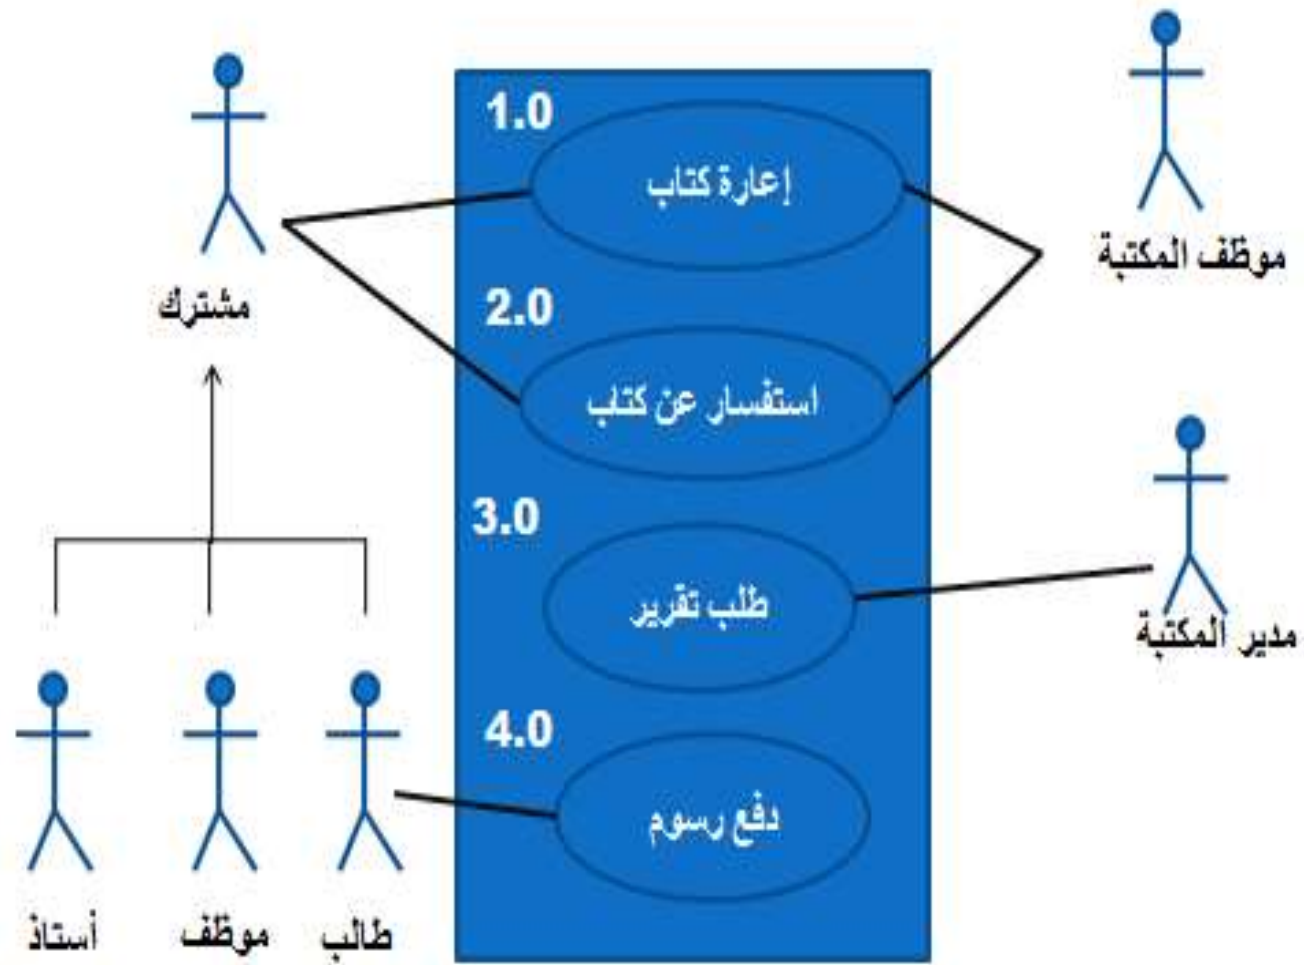 1.0
إعارة كتاب
موظف المكتبة
مشترك
2.0
استفسار عن كتاب
3.0
طلب تقرير
مدير المكتبة
4.0
دفع رسوم
طالب
موظف
أستاذ